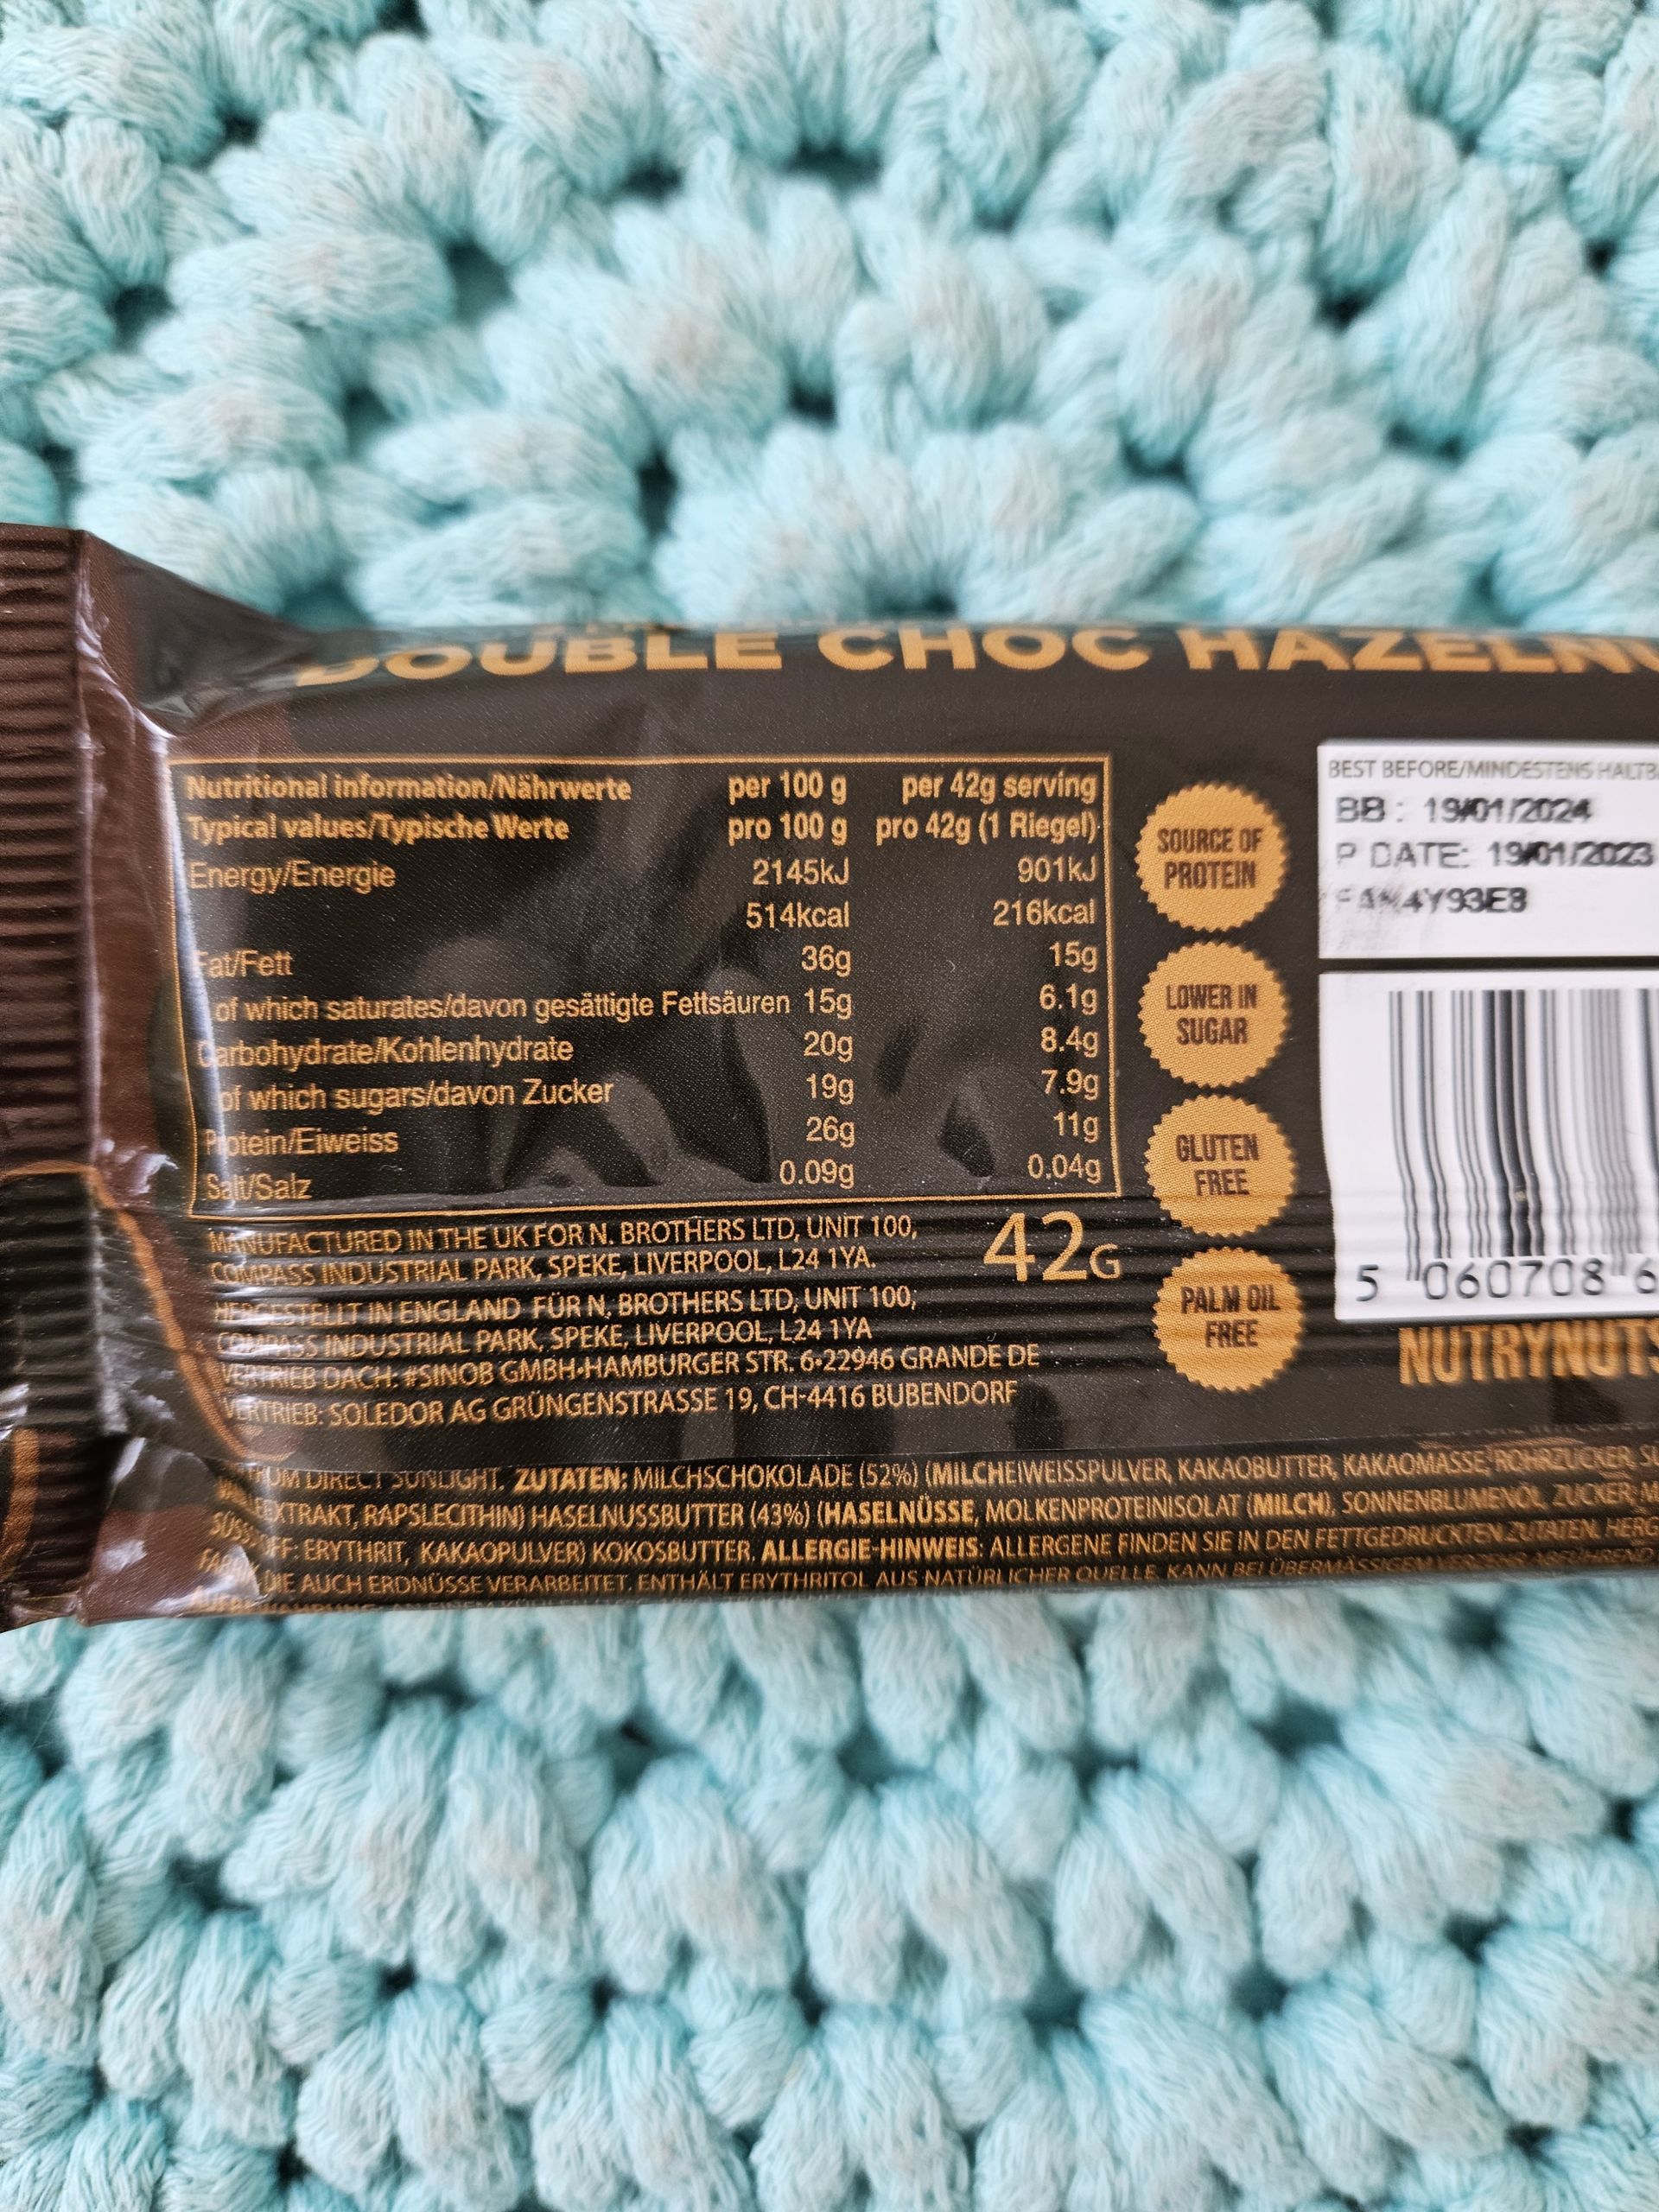 DOUBLE CHOC
Nutritional information/Nährwerte per 100 g per 42g serving
Typical values/Typische Werte pro 100 g pro 42g (1 Riegel)
Energy/Energie 2145kJ 901kJ
514kcal 216kcal
Fat/Fett 36g 15g
of which saturates/davon gesättigte Fettsäuren 15g 6.1g
Carbohydrate/Kohlenhydrate 20g 8.4g
of which sugars/davon Zucker 19g 7.9g
Protein/Eiweiss 26g 11g
Salt/Salz 0.09g 0.04g
MANUFACTURED IN THE UK FOR N. BROTHERS LTD, UNIT 100,
COMPASS INDUSTRIAL PARK, SPEKE, LIVERPOOL, L24 1YA.
HERGESTELLT IN ENGLAND FÜR N. BROTHERS LTD, UNIT 100,
COMPASS INDUSTRIAL PARK, SPEKE, LIVERPOOL, L24 1YA
VERTRIEB DACH: #SINOB GMBH•HAMBURGER STR. 6•22946 GRANDE DE
VERTRIEB: SOLEDOR AG GRÜNGENSTRASSE 19, CH-4416 BUBENDORF
42G
SOURCE OF
PROTEIN
LOWER IN
SUGAR
GLUTEN
FREE
PALM OIL
FREE
BEST BEFORE/MINDESTENS
BB: 19/01/2024
P DATE: 19/01/2023
5 060708 6
NUTRYNUTS
DIRECT SUNLIGHT. ZUTATEN: MILCHSCHOKOLADE (52%) (MILCHEIWEISSPULVER, KAKAOBUTTER, KAKAOMASSE, ROHRZUCKER,
RAPSLECITHIN) HASELNUSSBUTTER (43%) (HASELNÜSSE, MOLKENPROTEINISOLAT (MILCH), SONNENBLUMENÖL, ZUCKER,
ERYTHRIT, KAKAOPULVER) KOKOSBUTTER. ALLERGIE-HINWEIS: ALLERGENE FINDEN SIE IN DEN FETTGEDRUCKTEN ZUTATEN.
DIE AUCH ERDNÜSSE VERARBEITET. ENTHÄLT ERYTHRITOL AUS NATÜRLICHER QUELLE. KANN BEI ÜBERMÄSSIGEM